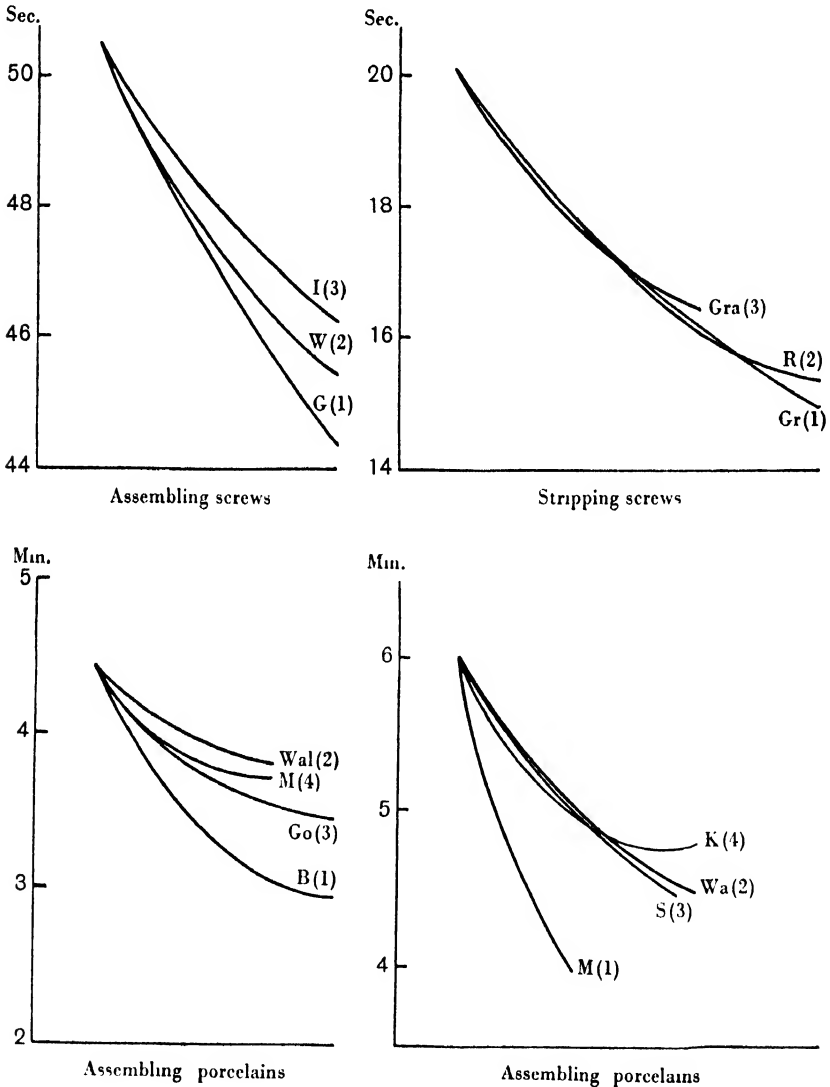 Sec.
50
48
46
44
I(3)
W(2)
G(1)
Assembling screws
Sec.
20
18
16
14
Gra(3)
R(2)
Gr(1)
Stripping screws
Min.
5
4
3
2
Wal(2)
M(4)
Go(3)
B(1)
Assembling porcelains
Min.
6
5
4
K(4)
Wa(2)
S(3)
M(1)
Assembling porcelains